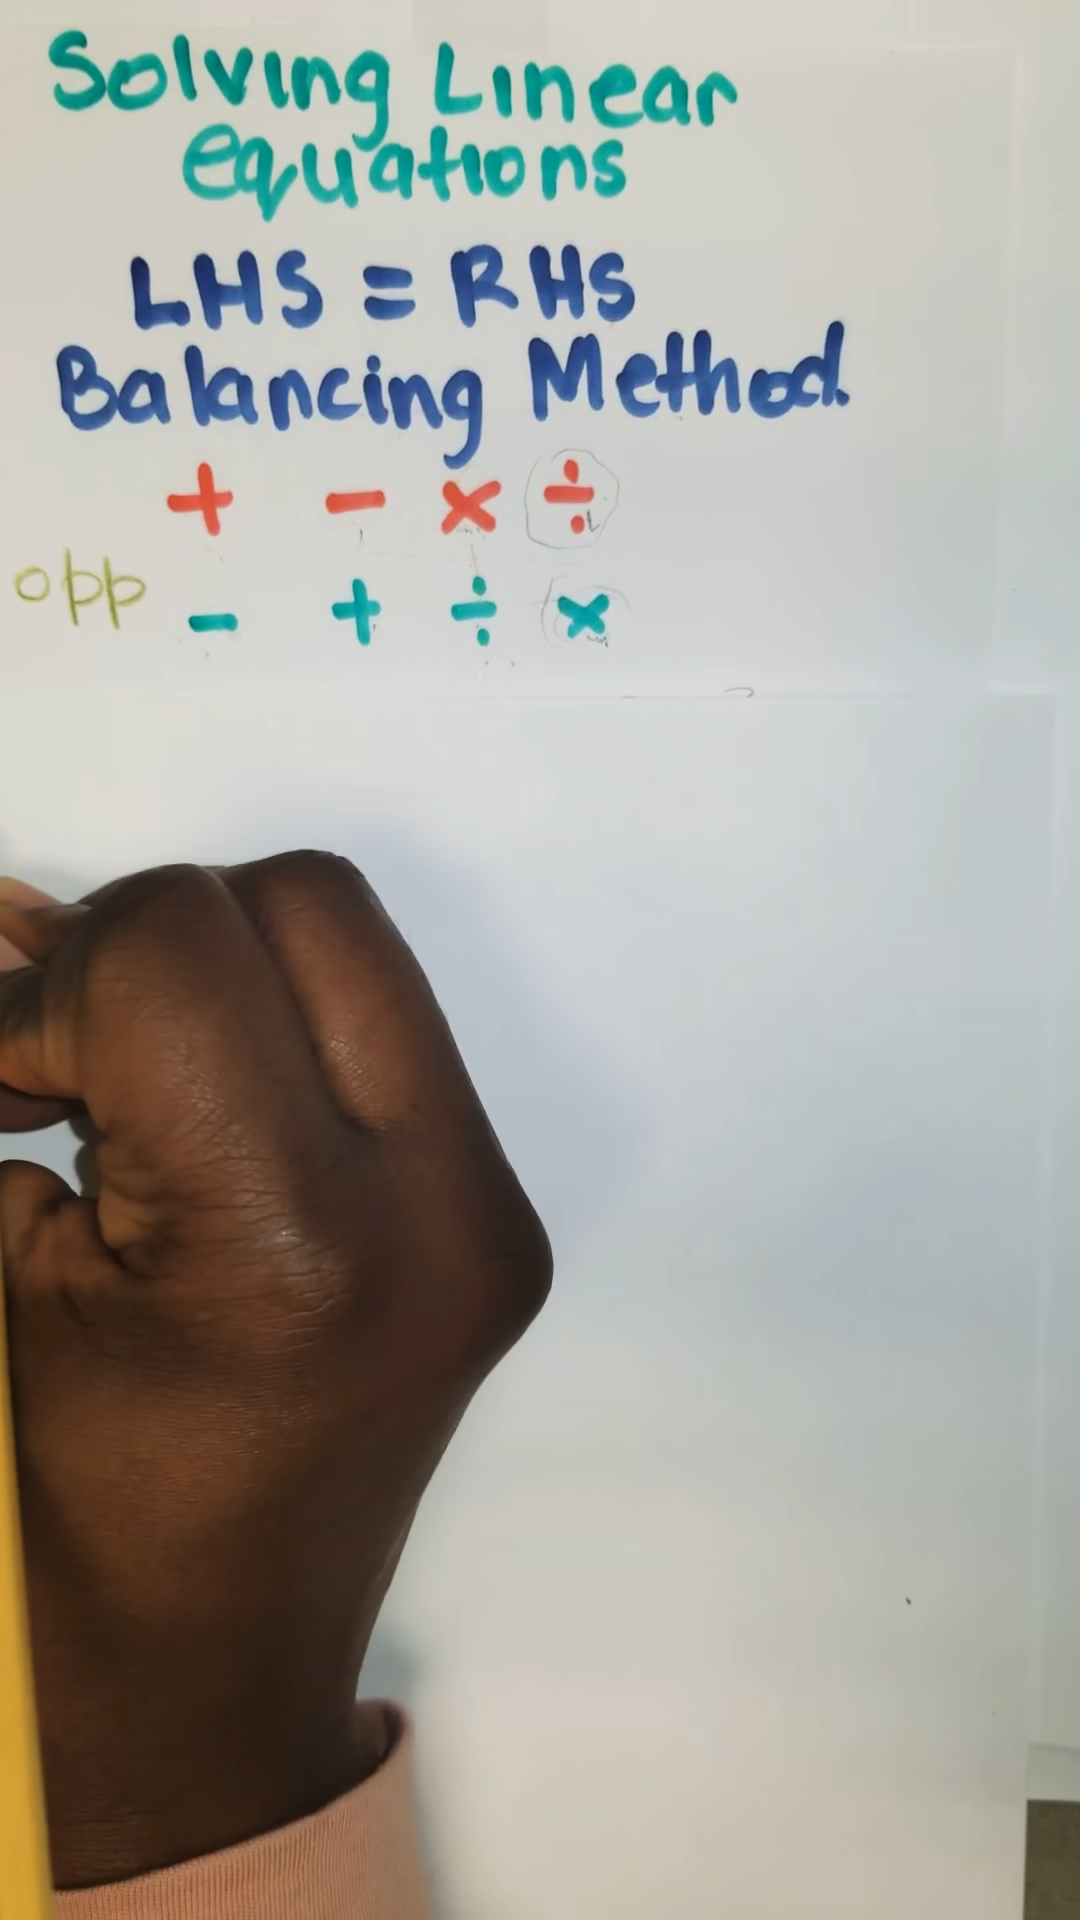 Solving Linear
equations
LHS = RHS
Balancing Method.
+ - × ÷
opp - + ÷ ×